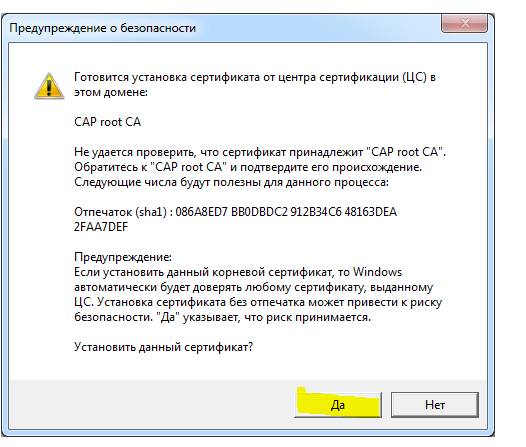 Предупреждение о безопасности
Готовится установка сертификата от центра сертификации (ЦС) в
этом домене:
CAP root CA
Не удается проверить, что сертификат принадлежит "CAP root CA".
Обратитесь к "CAP root CA" и подтвердите его происхождение.
Следующие числа будут полезны для данного процесса:
Отпечаток (sha1) : 086A8ED7 BB0DBDC2 912B34C6 48163DEA
2FAA7DEF
Предупреждение:
Если установить данный корневой сертификат, то Windows
автоматически будет доверять любому сертификату, выданному
ЦС. Установка сертификата без отпечатка может привести к риску
безопасности. "Да" указывает, что риск принимается.
Установить данный сертификат?
Да
Нет